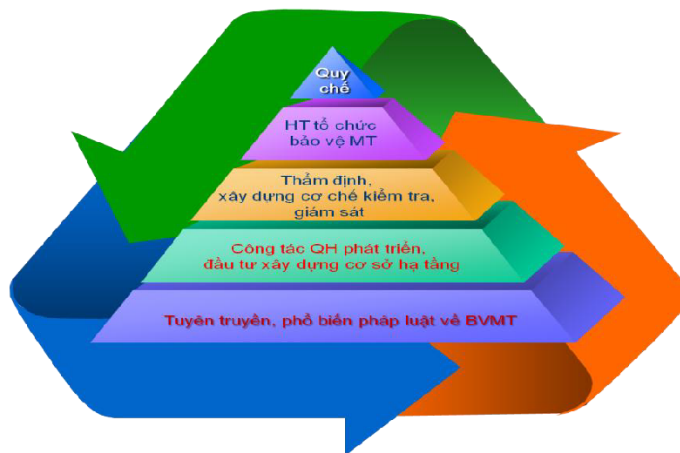 Quy
chế
HT tổ chức
bảo vệ MT
Thẩm định,
xây dựng cơ chế kiểm tra,
giám sát
Công tác QH phát triển,
đầu tư xây dựng cơ sở hạ tầng
Tuyên truyền, phổ biến pháp luật về BVMT